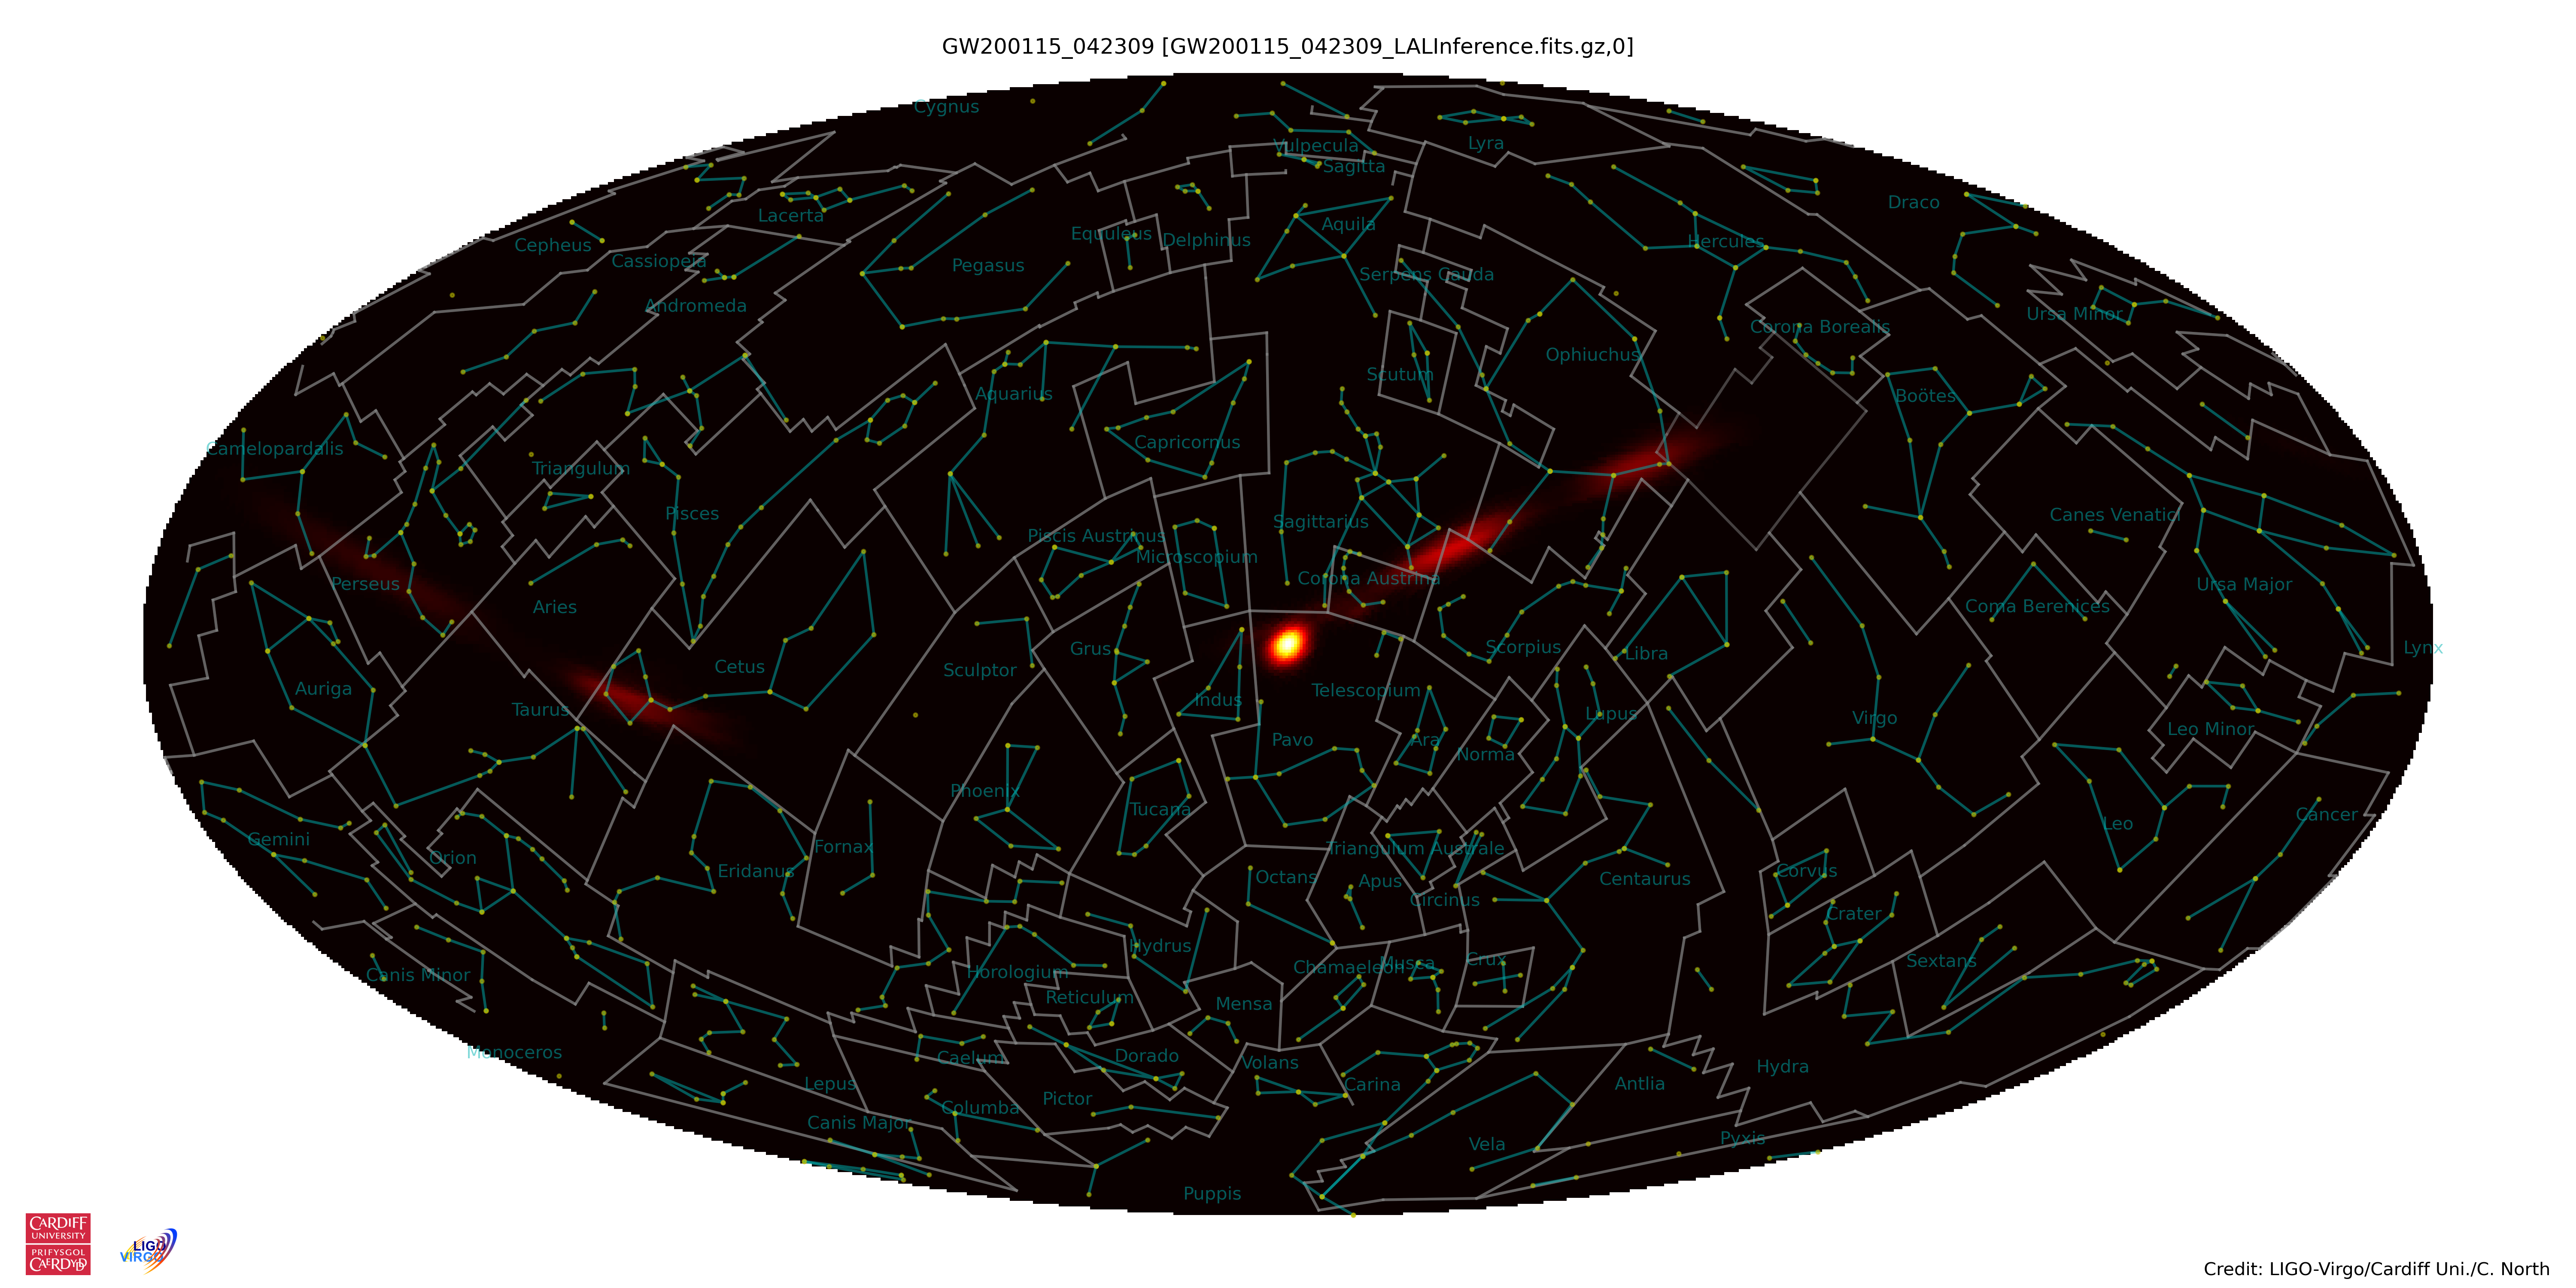 GW200115_042309 [GW200115_042309_LALInference.fits.gz,0]
Cygnus
Vulpecula
Lyra
Sagitta
Draco
Lacerta
Aquila
Equuleus
Delphinus
Hercules
Cepheus
Cassiopeia
Pegasus
Serpens Cauda
Andromeda
Ursa Minor
Corona Borealis
Ophiuchus
Scutum
Aquarius
Boötes
Capricornus
Camelopardalis
Triangulum
Pisces
Sagittarius
Canes Venatici
Piscis Austrinus
Microscopium
Corona Austrina
Perseus
Ursa Major
Aries
Coma Berenices
Grus
Scorpius
Lynx
Libra
Cetus
Sculptor
Auriga
Telescopium
Indus
Taurus
Lupus
Virgo
Leo Minor
Pavo
Ara
Norma
Phoenix
Tucana
Cancer
Leo
Gemini
Fornax
Triangulum Australe
Orion
Eridanus
Corvus
Octans
Apus
Centaurus
Circinus
Crater
Hydrus
Crux
Sextans
Musca
Chamaeleon
Horologium
Canis Minor
Reticulum
Mensa
Monoceros
Caelum
Dorado
Volans
Hydra
Lepus
Carina
Antlia
Pictor
Columba
Canis Major
Pyxis
Vela
Puppis
CARDIFF
UNIVERSITY
PRIFYSGOL
CAERDYDD
LIGO
VIRGO
Credit: LIGO-Virgo/Cardiff Uni./C. North